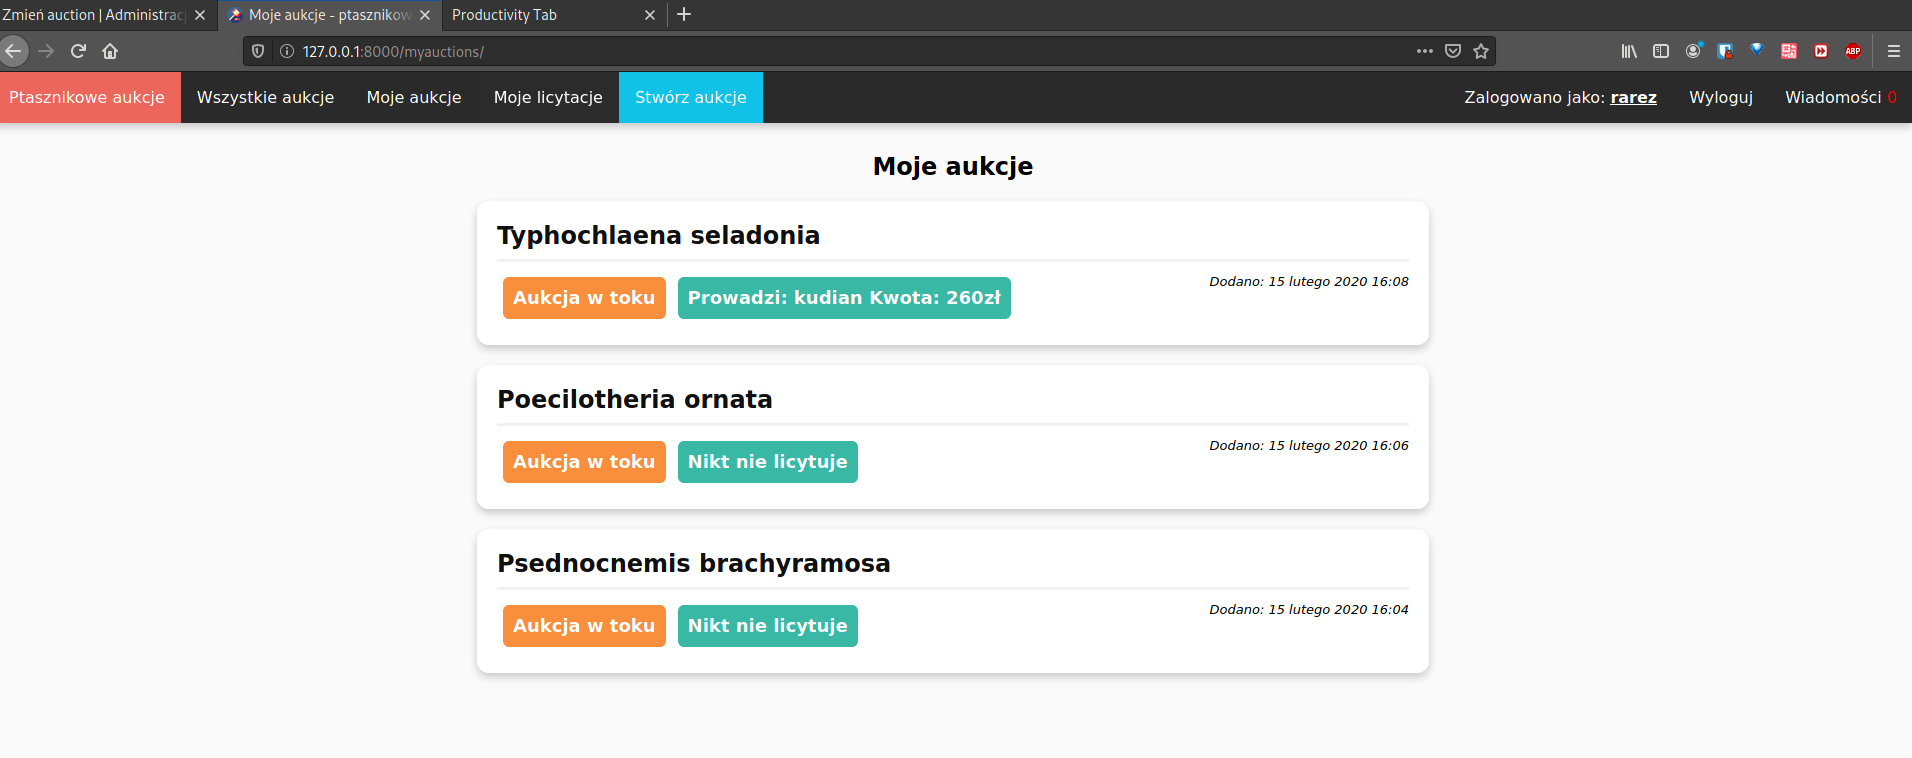 Zmień auction | Administracj
Moje aukcje - ptasznikow
Productivity Tab
127.0.0.1:8000/myauctions/
ABP
Ptasznikowe aukcje
Wszystkie aukcje
Moje aukcje
Moje licytacje
Stwórz aukcje
Zalogowano jako: rarez
Wyloguj
Wiadomości 0
Moje aukcje
Typhochlaena seladonia
Aukcja w toku
Prowadzi: kudian Kwota: 260zł
Dodano: 15 lutego 2020 16:08
Poecilotheria ornata
Aukcja w toku
Nikt nie licytuje
Dodano: 15 lutego 2020 16:06
Psednocnemis brachyramosa
Aukcja w toku
Nikt nie licytuje
Dodano: 15 lutego 2020 16:04